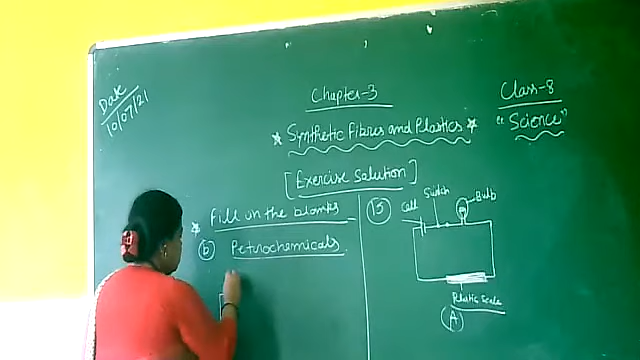 Date
10/07/21
Chapter-3
Class-8
Synthetic Fibres and Plastics
"Science"
[Exercise Solution]
Fill in the blanks
b Petrochemicals
15
Cell
Switch
Bulb
Plastic Scale
A